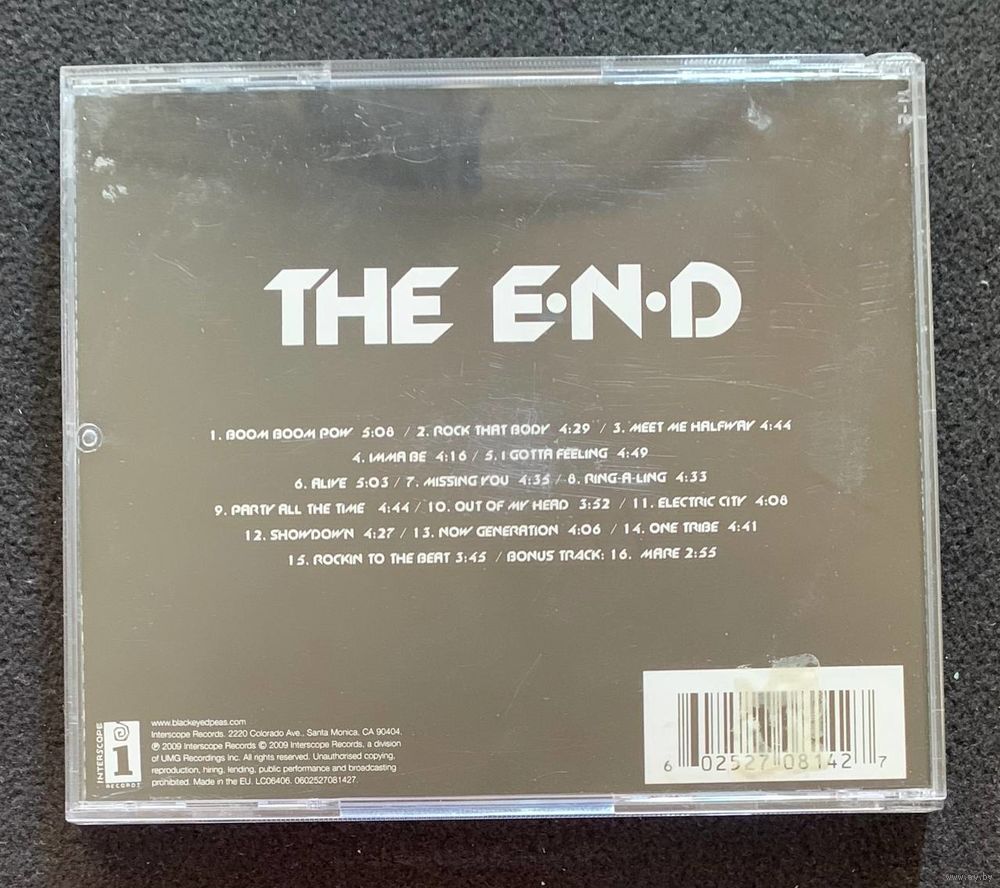 THE E·N·D
1. BOOM BOOM POW 5:08 / 2. ROCK THAT BODY 4:29 / 3. MEET ME HALFWAY 4:44
4. IMMA BE 4:16 / 5. I GOTTA FEELING 4:49
6. ALIVE 5:03 / 7. MISSING YOU 4:35 / 8. RING-A-LING 4:33
9. PARTY ALL THE TIME 4:44 / 10. OUT OF MY HEAD 3:52 / 11. ELECTRIC CITY 4:08
12. SHOWDOWN 4:27 / 13. NOW GENERATION 4:06 / 14. ONE TRIBE 4:41
15. ROCKIN TO THE BEAT 3:45 / BONUS TRACK: 16. MARE 2:55
INTERSCOPE
i
RECORDS
www.blackeyedpeas.com
Interscope Records. 2220 Colorado Ave., Santa Monica, CA 90404.
℗ 2009 Interscope Records © 2009 Interscope Records, a division
of UMG Recordings Inc. All rights reserved. Unauthorised copying,
reproduction, hiring, lending, public performance and broadcasting
prohibited. Made in the EU. LC06406. 0602527081427.
6 02527 08142 7
www.ay.by